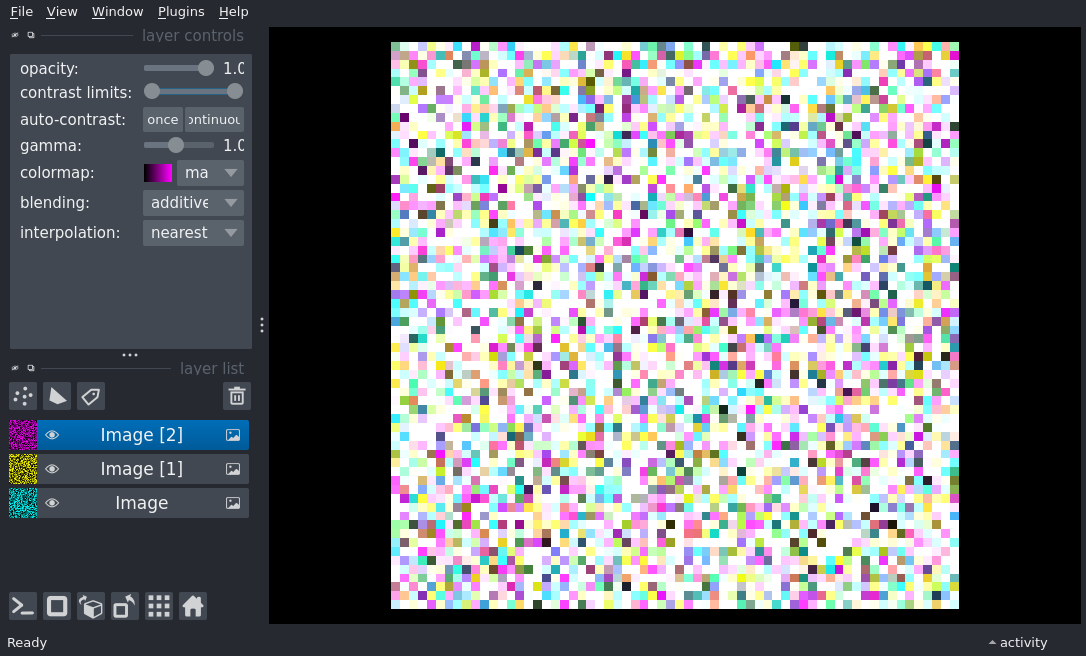 File View Window Plugins Help
layer controls
opacity: 1.0
contrast limits:
auto-contrast: once ontinuou
gamma: 1.0
colormap: ma
blending: additive
interpolation: nearest
layer list
Image [2]
Image [1]
Image
Ready
activity